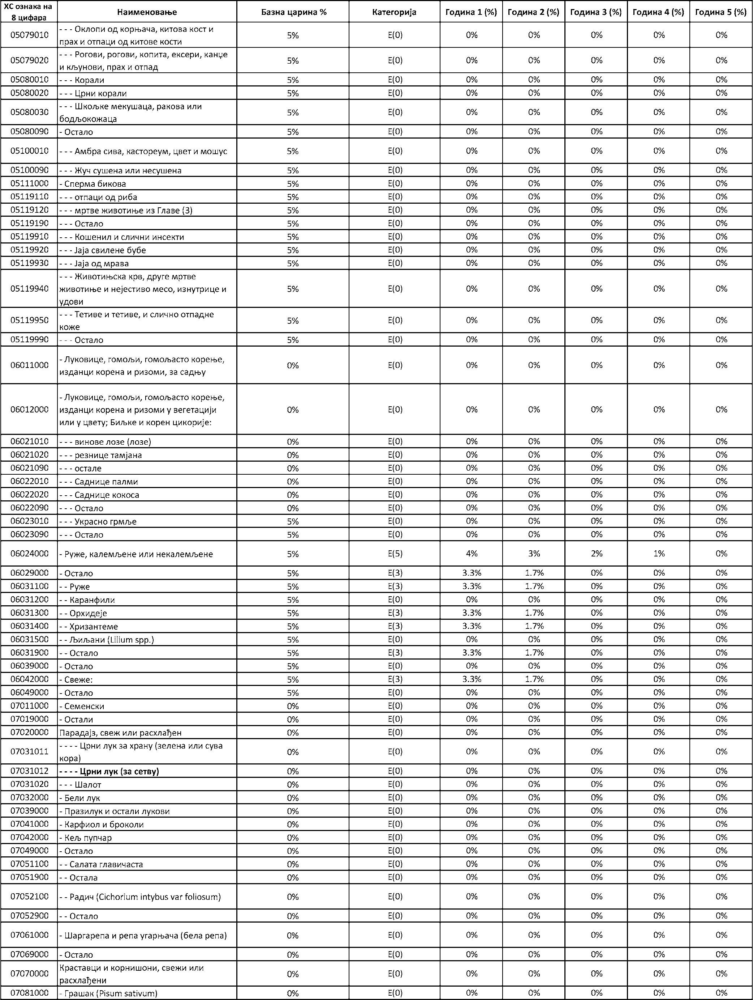 ХС ознака на 8 цифара Наименовање Базна царина % Категорија Година 1 (%) Година 2 (%) Година 3 (%) Година 4 (%) Година 5 (%)
05079010 - - - Оклопи од корњача, китова кост и прах и отпаци од китове кости 5% Е(0) 0% 0% 0% 0% 0%
05079020 - - - Рогови, рогови, копита, ексери, канџе и кљунови, прах и отпад 5% Е(0) 0% 0% 0% 0% 0%
05080010 - - - Корали 5% Е(0) 0% 0% 0% 0% 0%
05080020 - - - Црни корали 5% Е(0) 0% 0% 0% 0% 0%
05080030 - - - Шкољке мекушаца, ракова или бодљокожаца 5% Е(0) 0% 0% 0% 0% 0%
05080090 - Остало 5% Е(0) 0% 0% 0% 0% 0%
05100010 - - - Амбра сива, кастореум, цвет и мошус 5% Е(0) 0% 0% 0% 0% 0%
05100090 - - - Жуч сушена или несушена 5% Е(0) 0% 0% 0% 0% 0%
05111000 - Сперма бикова 5% Е(0) 0% 0% 0% 0% 0%
05119110 - - - отпаци од риба 5% Е(0) 0% 0% 0% 0% 0%
05119120 - - - мртве животиње из Главе (3) 5% Е(0) 0% 0% 0% 0% 0%
05119190 - - - Остало 5% Е(0) 0% 0% 0% 0% 0%
05119910 - - - Кошенил и слични инсекти 5% Е(0) 0% 0% 0% 0% 0%
05119920 - - - Јаја свилене бубе 5% Е(0) 0% 0% 0% 0% 0%
05119930 - - - Јаја од мрава 5% Е(0) 0% 0% 0% 0% 0%
05119940 - - - Животињска крв, друге мртве животиње и нејестиво месо, изнутрице и удови 5% Е(0) 0% 0% 0% 0% 0%
05119950 - - - Тетиве и тетиве, и слично отпадне коже 5% Е(0) 0% 0% 0% 0% 0%
05119990 - - - Остало 5% Е(0) 0% 0% 0% 0% 0%
06011000 - Луковице, гомољи, гомољасто корење, изданци корена и ризоми, за садњу 0% Е(0) 0% 0% 0% 0% 0%
06012000 - Луковице, гомољи, гомољасто корење, изданци корена и ризоми у вегетацији или у цвету; Биљке и корен цикорије: 0% Е(0) 0% 0% 0% 0% 0%
06021010 - - - винове лозе (лозе) 0% Е(0) 0% 0% 0% 0% 0%
06021020 - - - резнице тамјана 0% Е(0) 0% 0% 0% 0% 0%
06021090 - - - остале 0% Е(0) 0% 0% 0% 0% 0%
06022010 - - - Саднице палми 0% Е(0) 0% 0% 0% 0% 0%
06022020 - - - Саднице кокоса 0% Е(0) 0% 0% 0% 0% 0%
06022090 - - - Остало 0% Е(0) 0% 0% 0% 0% 0%
06023010 - - - Украсно грмље 5% Е(0) 0% 0% 0% 0% 0%
06023090 - - - Остало 5% Е(0) 0% 0% 0% 0% 0%
06024000 - Руже, калемљене или некалемљене 5% Е(5) 4% 3% 2% 1% 0%
06029000 - Остало 5% Е(3) 3.3% 1.7% 0% 0% 0%
06031100 - - Руже 5% Е(3) 3.3% 1.7% 0% 0% 0%
06031200 - - Каранфили 5% Е(0) 0% 0% 0% 0% 0%
06031300 - - Орхидеје 5% Е(3) 3.3% 1.7% 0% 0% 0%
06031400 - - Хризантеме 5% Е(3) 3.3% 1.7% 0% 0% 0%
06031500 - - Љиљани (Lilium spp.) 5% Е(0) 0% 0% 0% 0% 0%
06031900 - - Остало 5% Е(3) 3.3% 1.7% 0% 0% 0%
06039000 - Остало 5% Е(0) 0% 0% 0% 0% 0%
06042000 - Свеже: 5% Е(3) 3.3% 1.7% 0% 0% 0%
06049000 - Остало 5% Е(0) 0% 0% 0% 0% 0%
07011000 - Семенски 0% Е(0) 0% 0% 0% 0% 0%
07019000 - Остали 0% Е(0) 0% 0% 0% 0% 0%
07020000 Парадајз, свеж или расхлађен 0% Е(0) 0% 0% 0% 0% 0%
07031011 - - - - Црни лук за храну (зелена или сува кора) 0% Е(0) 0% 0% 0% 0% 0%
07031012 - - - - Црни лук (за сетву) 0% Е(0) 0% 0% 0% 0% 0%
07031020 - - - Шалот 0% Е(0) 0% 0% 0% 0% 0%
07032000 - Бели лук 0% Е(0) 0% 0% 0% 0% 0%
07039000 - Празилук и остали лукови 0% Е(0) 0% 0% 0% 0% 0%
07041000 - Карфиол и броколи 0% Е(0) 0% 0% 0% 0% 0%
07042000 - Кељ пупчар 0% Е(0) 0% 0% 0% 0% 0%
07049000 - Остало 0% Е(0) 0% 0% 0% 0% 0%
07051100 - - Салата главичаста 0% Е(0) 0% 0% 0% 0% 0%
07051900 - - Остала 0% Е(0) 0% 0% 0% 0% 0%
07052100 - - Радич (Cichorium intybus var foliosum) 0% Е(0) 0% 0% 0% 0% 0%
07052900 - - Остало 0% Е(0) 0% 0% 0% 0% 0%
07061000 - Шаргарепа и репа угарњача (бела репа) 0% Е(0) 0% 0% 0% 0% 0%
07069000 - Остало 0% Е(0) 0% 0% 0% 0% 0%
07070000 Краставци и корнишони, свежи или расхлађени 0% Е(0) 0% 0% 0% 0% 0%
07081000 - Грашак (Pisum sativum) 0% Е(0) 0% 0% 0% 0% 0%